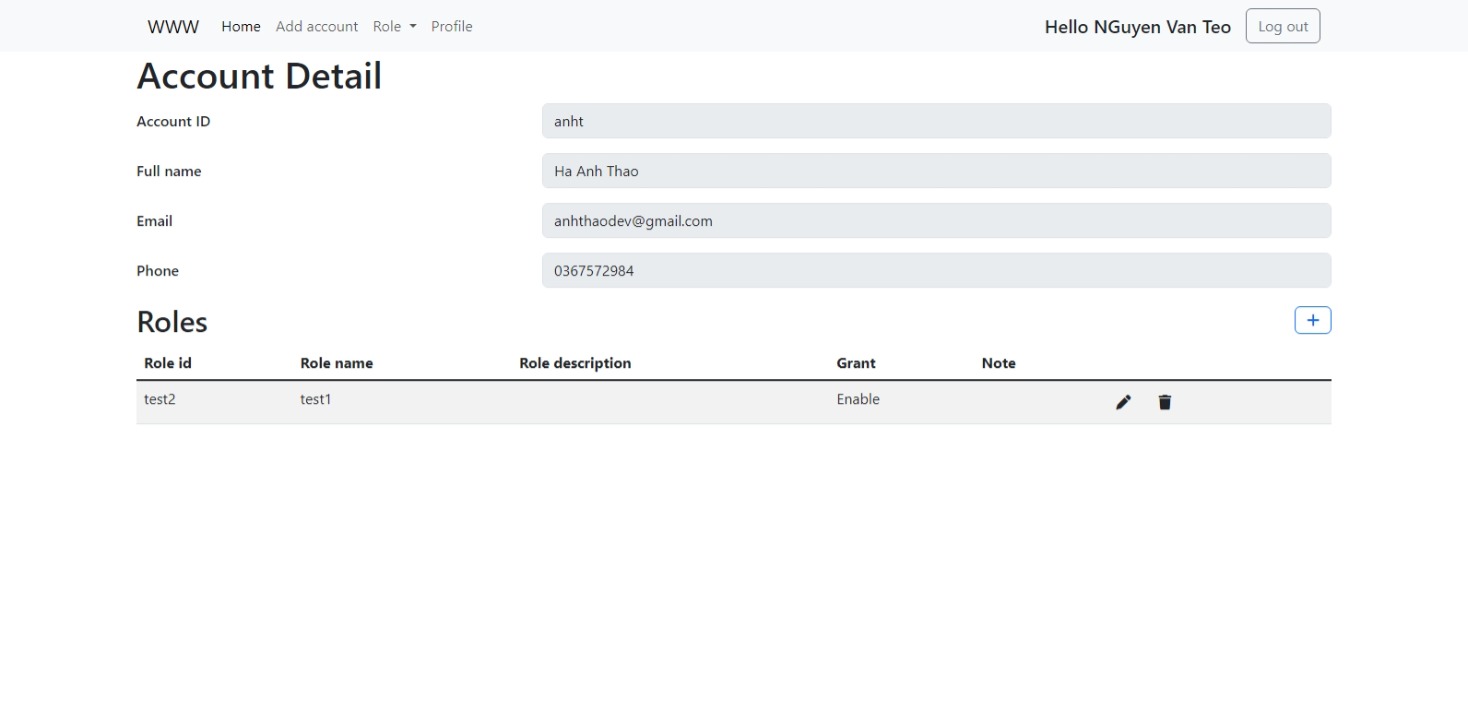 WWW Home Add account Role Profile Hello NGuyen Van Teo Log out
Account Detail
Account ID anht
Full name Ha Anh Thao
Email anhthaodev@gmail.com
Phone 0367572984
Roles +
Role id Role name Role description Grant Note
test2 test1 Enable